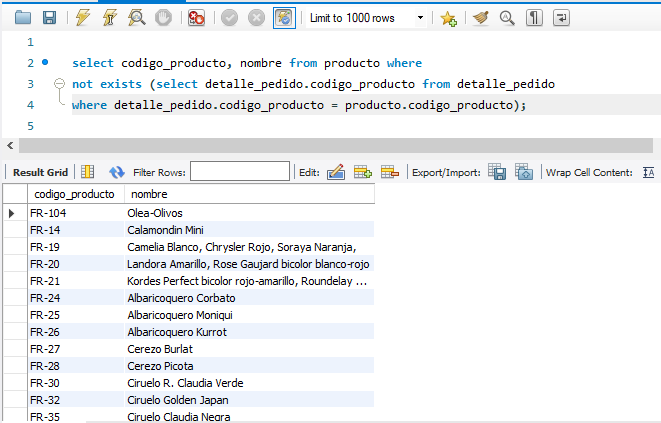 Limit to 1000 rows
1
2 select codigo_producto, nombre from producto where
3 not exists (select detalle_pedido.codigo_producto from detalle_pedido
4 where detalle_pedido.codigo_producto = producto.codigo_producto);
5
Result Grid Filter Rows: Edit: Export/Import: Wrap Cell Content:
codigo_producto nombre
FR-104 Olea-Olivos
FR-14 Calamondin Mini
FR-19 Camelia Blanco, Chrysler Rojo, Soraya Naranja,
FR-20 Landora Amarillo, Rose Gaujard bicolor blanco-rojo
FR-21 Kordes Perfect bicolor rojo-amarillo, Roundelay ...
FR-24 Albaricoquero Corbato
FR-25 Albaricoquero Moniqui
FR-26 Albaricoquero Kurrot
FR-27 Cerezo Burlat
FR-28 Cerezo Picota
FR-30 Ciruelo R. Claudia Verde
FR-32 Ciruelo Golden Japan
FR-35 Ciruelo Claudia Negra